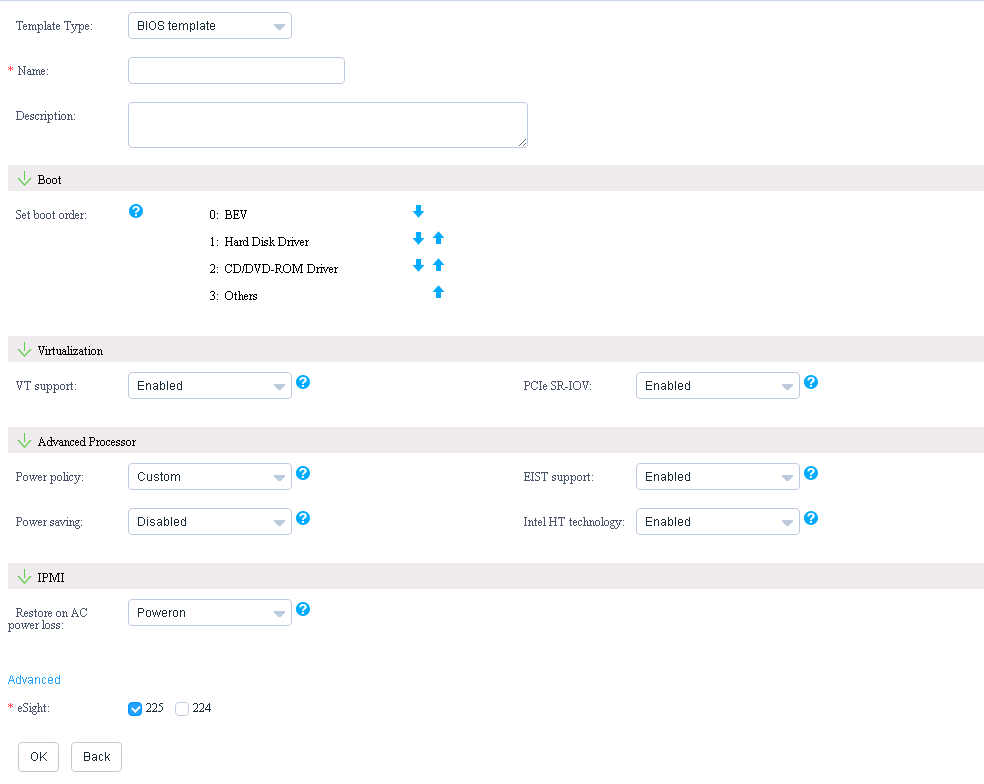 Template Type: BIOS template
* Name:
Description:
Boot
Set boot order: ? 0: BEV
1: Hard Disk Driver
2: CD/DVD-ROM Driver
3: Others
Virtualization
VT support: Enabled ? PCIe SR-IOV: Enabled ?
Advanced Processor
Power policy: Custom ? EIST support: Enabled ?
Power saving: Disabled ? Intel HT technology: Enabled ?
IPMI
Restore on AC
power loss: Poweron ?
Advanced
* eSight: 225 224
OK Back